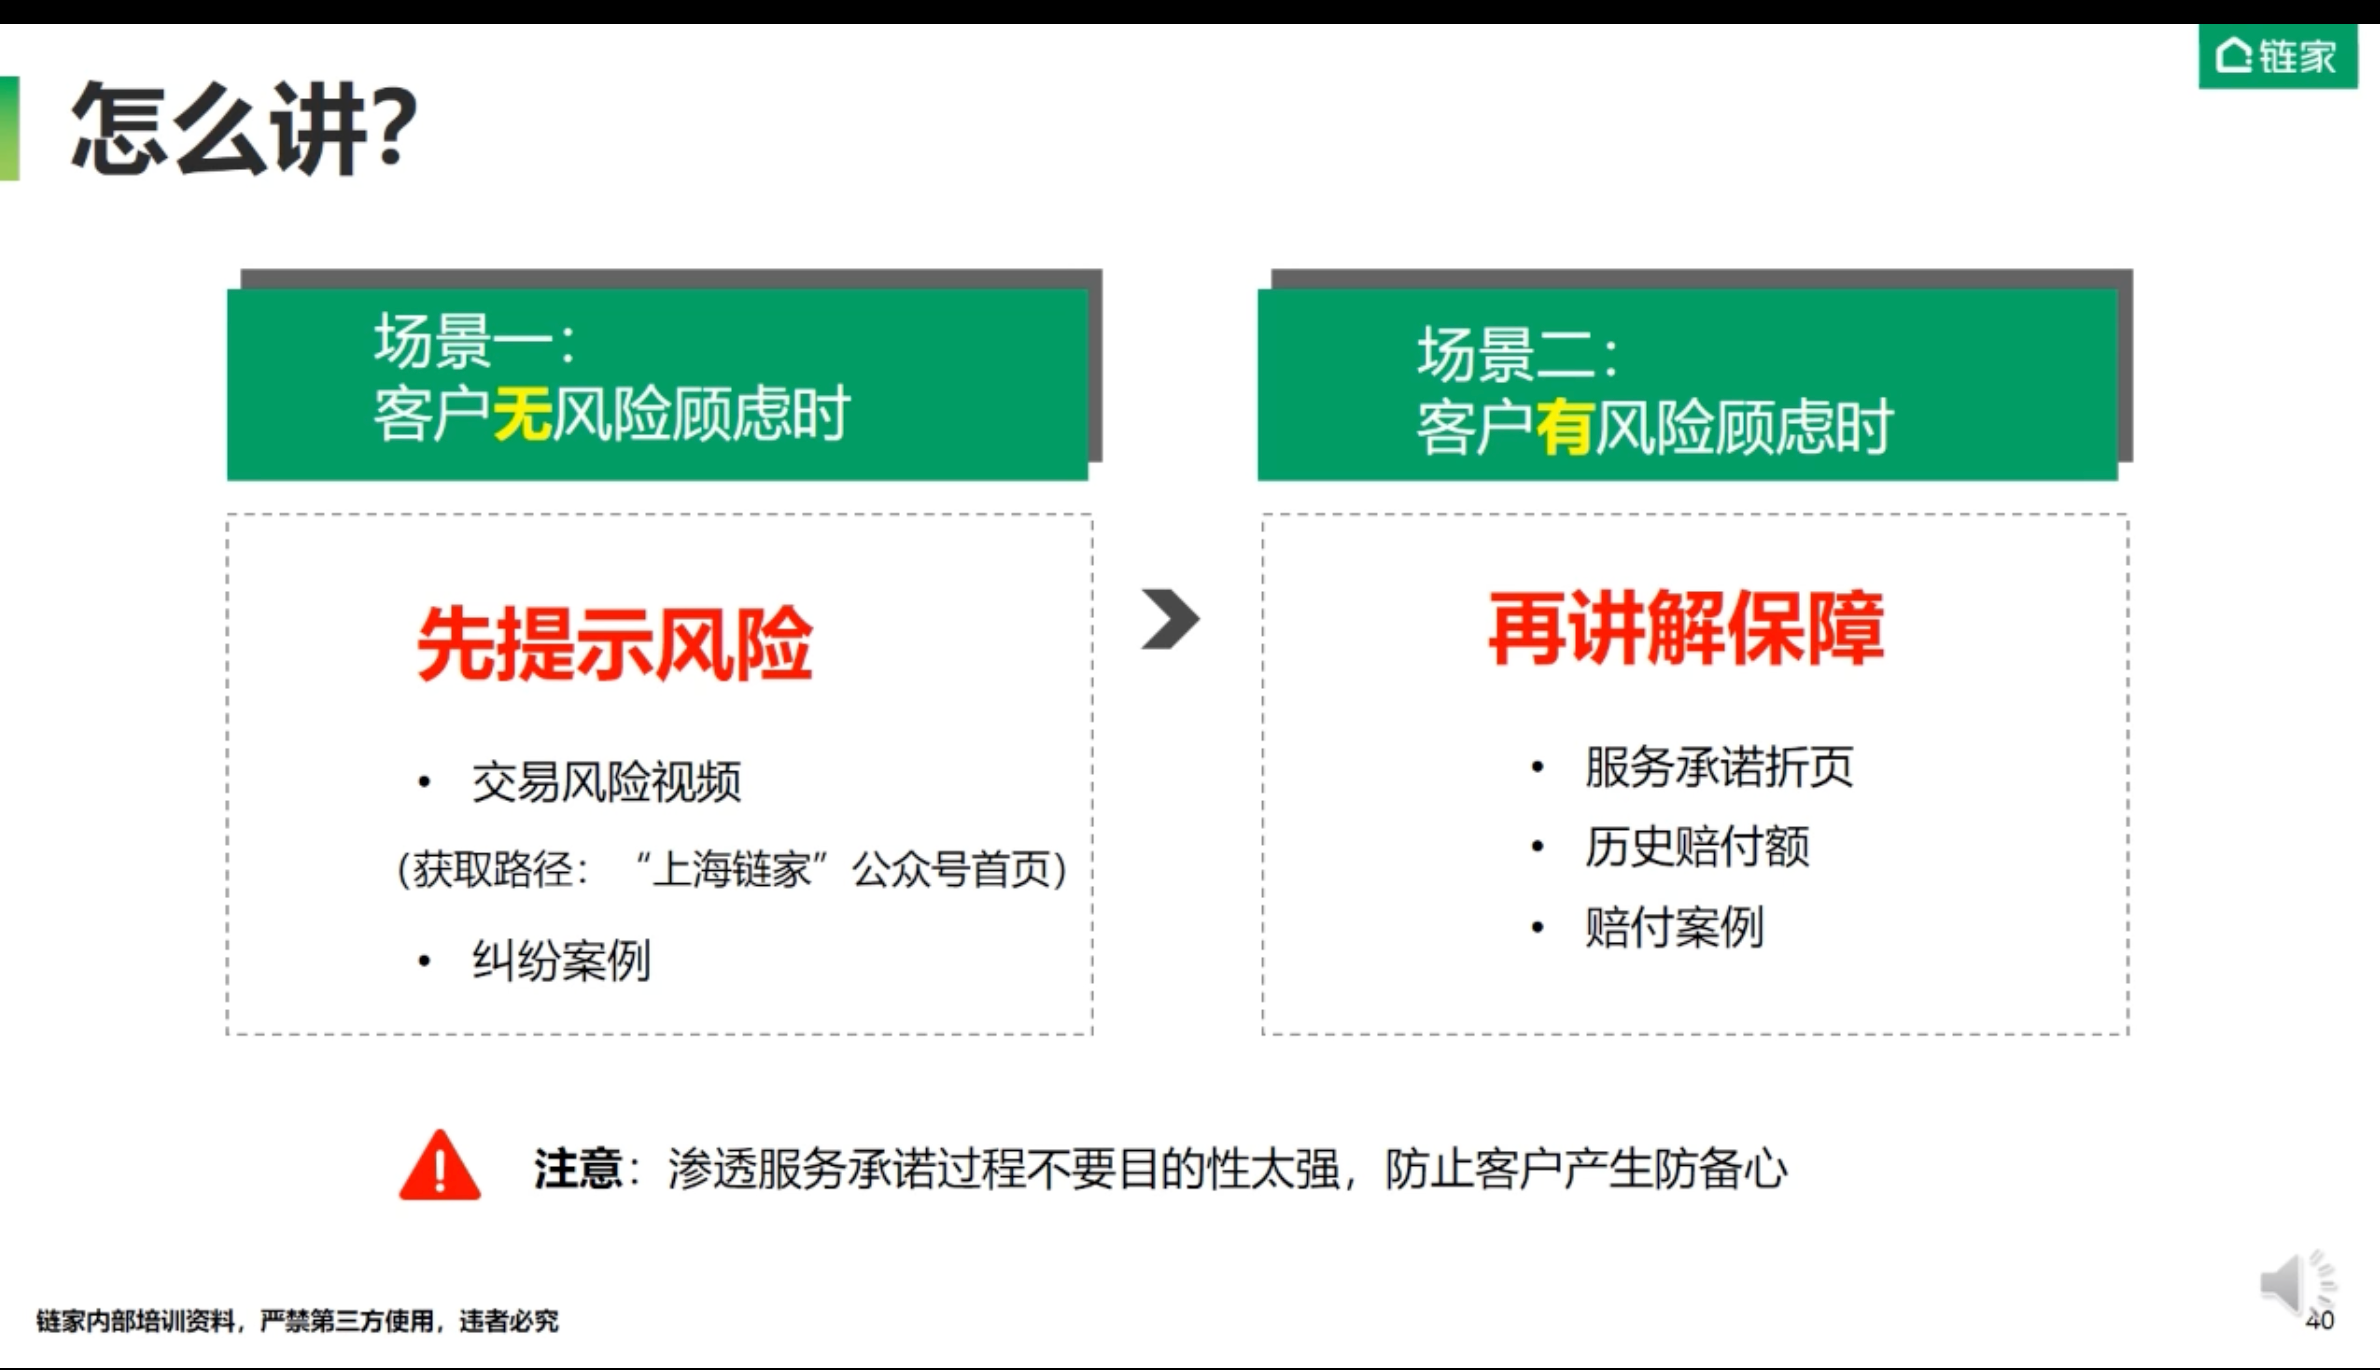 链家
怎么讲?
场景一：
客户无风险顾虑时
先提示风险
• 交易风险视频
（获取路径：“上海链家”公众号首页）
• 纠纷案例
场景二：
客户有风险顾虑时
再讲解保障
• 服务承诺折页
• 历史赔付额
• 赔付案例
注意：渗透服务承诺过程不要目的性太强，防止客户产生防备心
链家内部培训资料，严禁第三方使用，违者必究
40